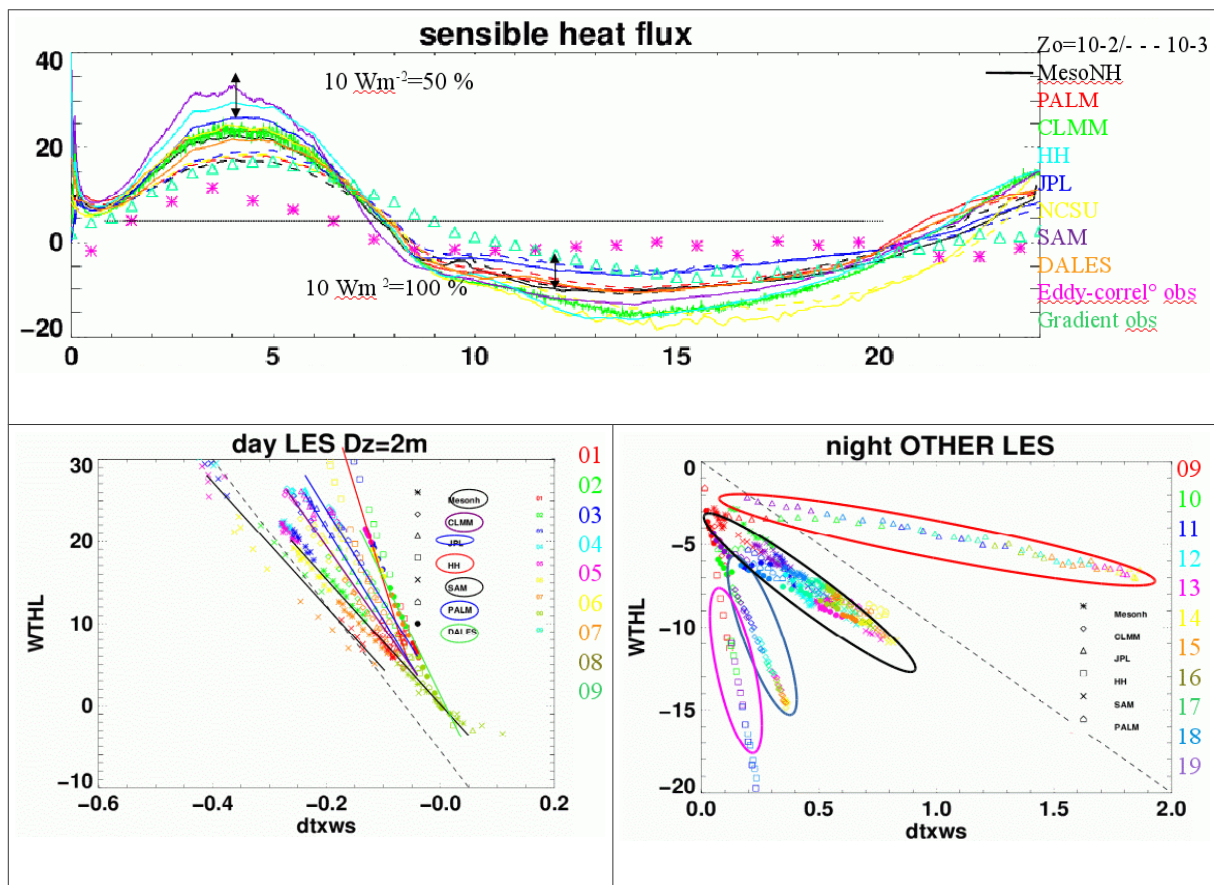 sensible heat flux
40
20
0
-20
0 5 10 15 20
10 Wm-2=50 %
10 Wm-2=100 %
Zo=10-2/- - - 10-3
MesoNH
PALM
CLMM
HH
JPL
NCSU
SAM
DALES
Eddy-correl° obs
Gradient obs
day LES Dz=2m
WTHL
30
20
10
0
-10
-0.6 -0.4 -0.2 -0.0 0.2
dtxws
Mesonh
CLMM
JPL
HH
SAM
PALM
DALES
01
02
03
04
05
06
07
08
09
night OTHER LES
WTHL
0
-5
-10
-15
-20
0.0 0.5 1.0 1.5 2.0
dtxws
Mesonh
CLMM
JPL
HH
SAM
PALM
09
10
11
12
13
14
15
16
17
18
19